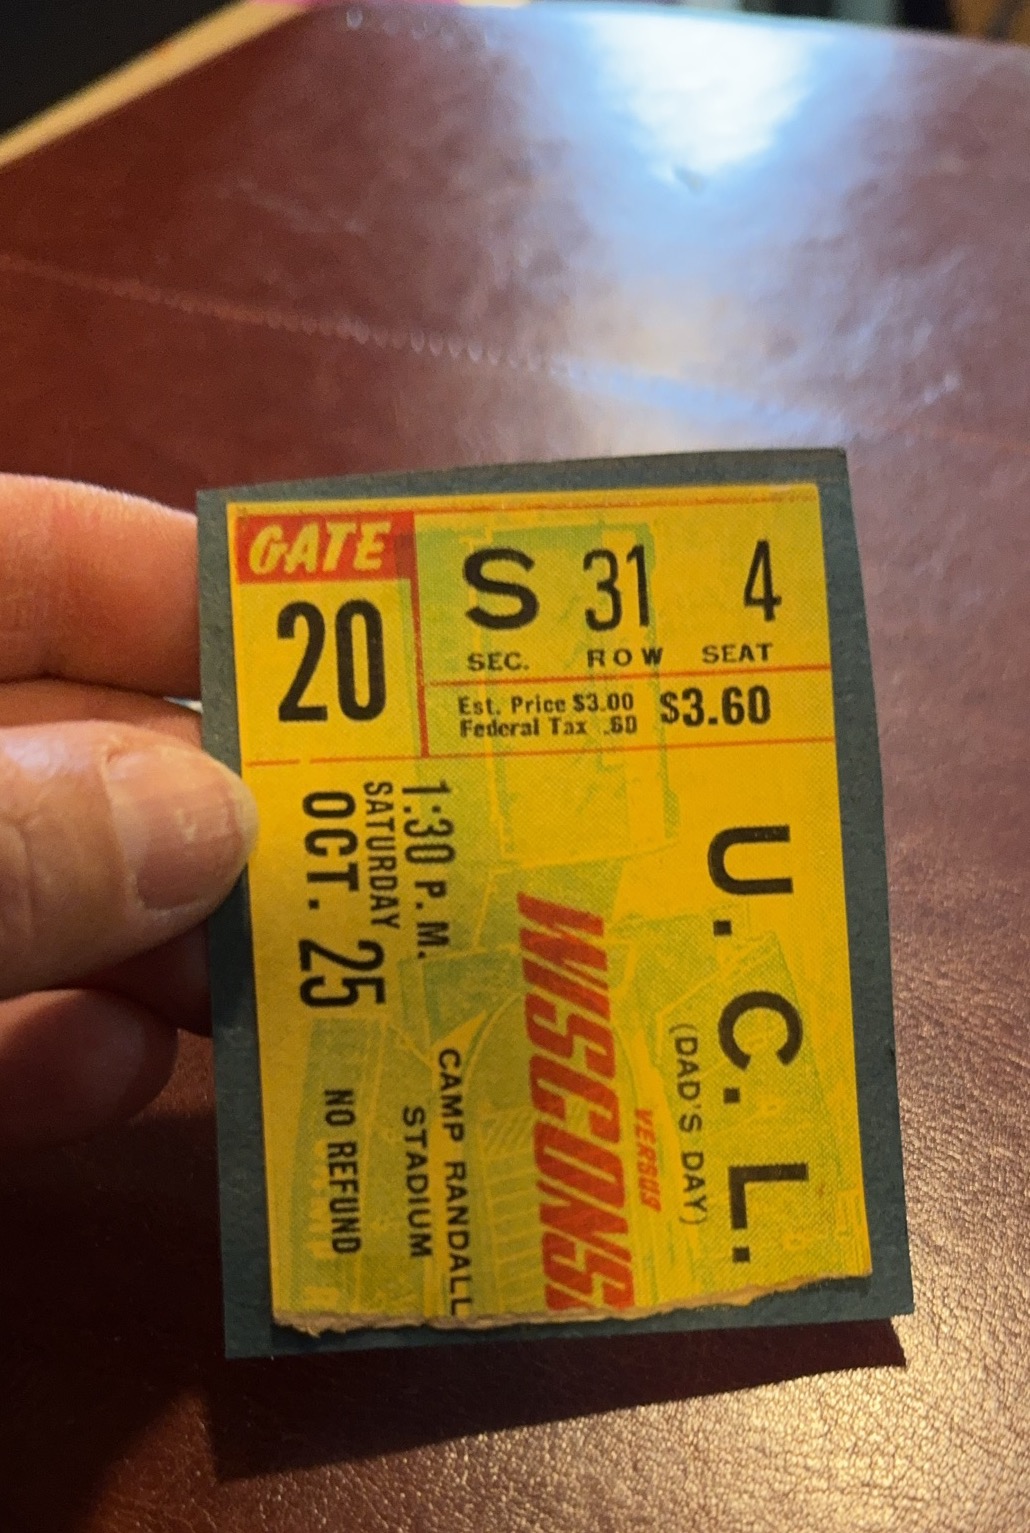 GATE
20
S 31 4
SEC. ROW SEAT
Est. Price $3.00
Federal Tax .60
$3.60
U.C.L.
(DAD'S DAY)
VERSUS
WISCONS
1:30 P.M.
SATURDAY
OCT. 25
CAMP RANDALL
STADIUM
NO REFUND